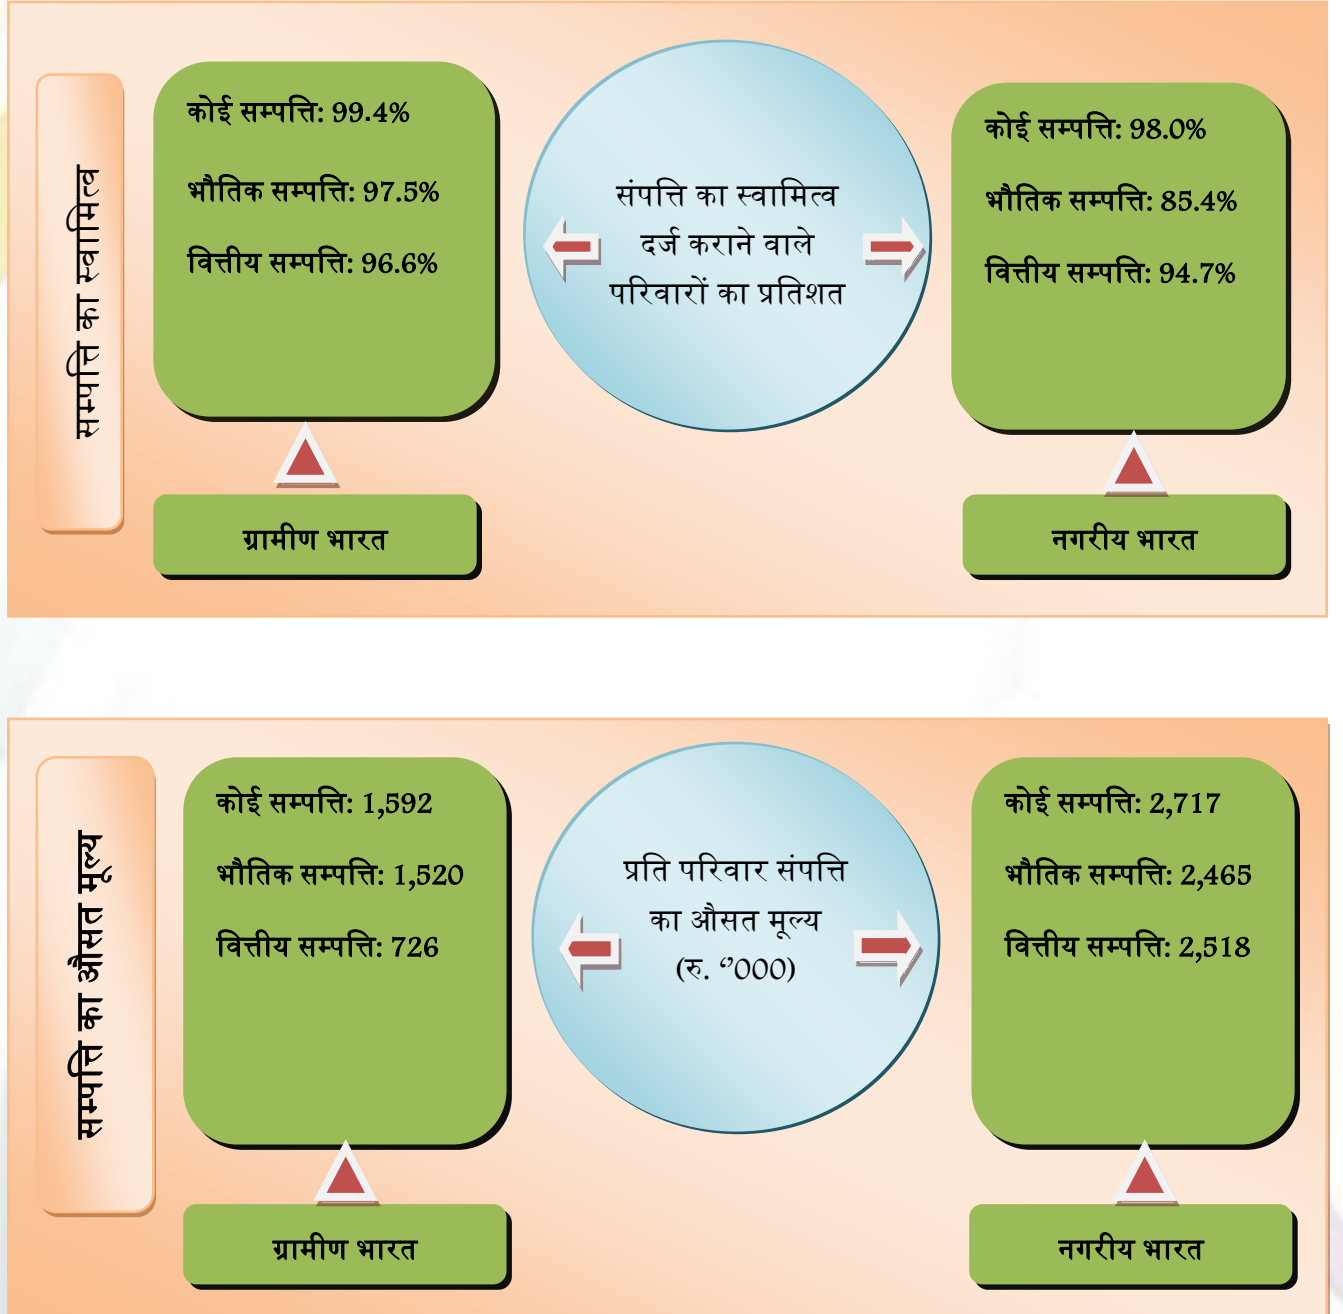 सम्पत्ति का स्वामित्व
कोई सम्पत्ति: 99.4%
भौतिक सम्पत्ति: 97.5%
वित्तीय सम्पत्ति: 96.6%
संपत्ति का स्वामित्व
दर्ज कराने वाले
परिवारों का प्रतिशत
कोई सम्पत्ति: 98.0%
भौतिक सम्पत्ति: 85.4%
वित्तीय सम्पत्ति: 94.7%
ग्रामीण भारत
नगरीय भारत
सम्पत्ति का औसत मूल्य
कोई सम्पत्ति: 1,592
भौतिक सम्पत्ति: 1,520
वित्तीय सम्पत्ति: 726
प्रति परिवार संपत्ति
का औसत मूल्य
(रु. ‘’000)
कोई सम्पत्ति: 2,717
भौतिक सम्पत्ति: 2,465
वित्तीय सम्पत्ति: 2,518
ग्रामीण भारत
नगरीय भारत